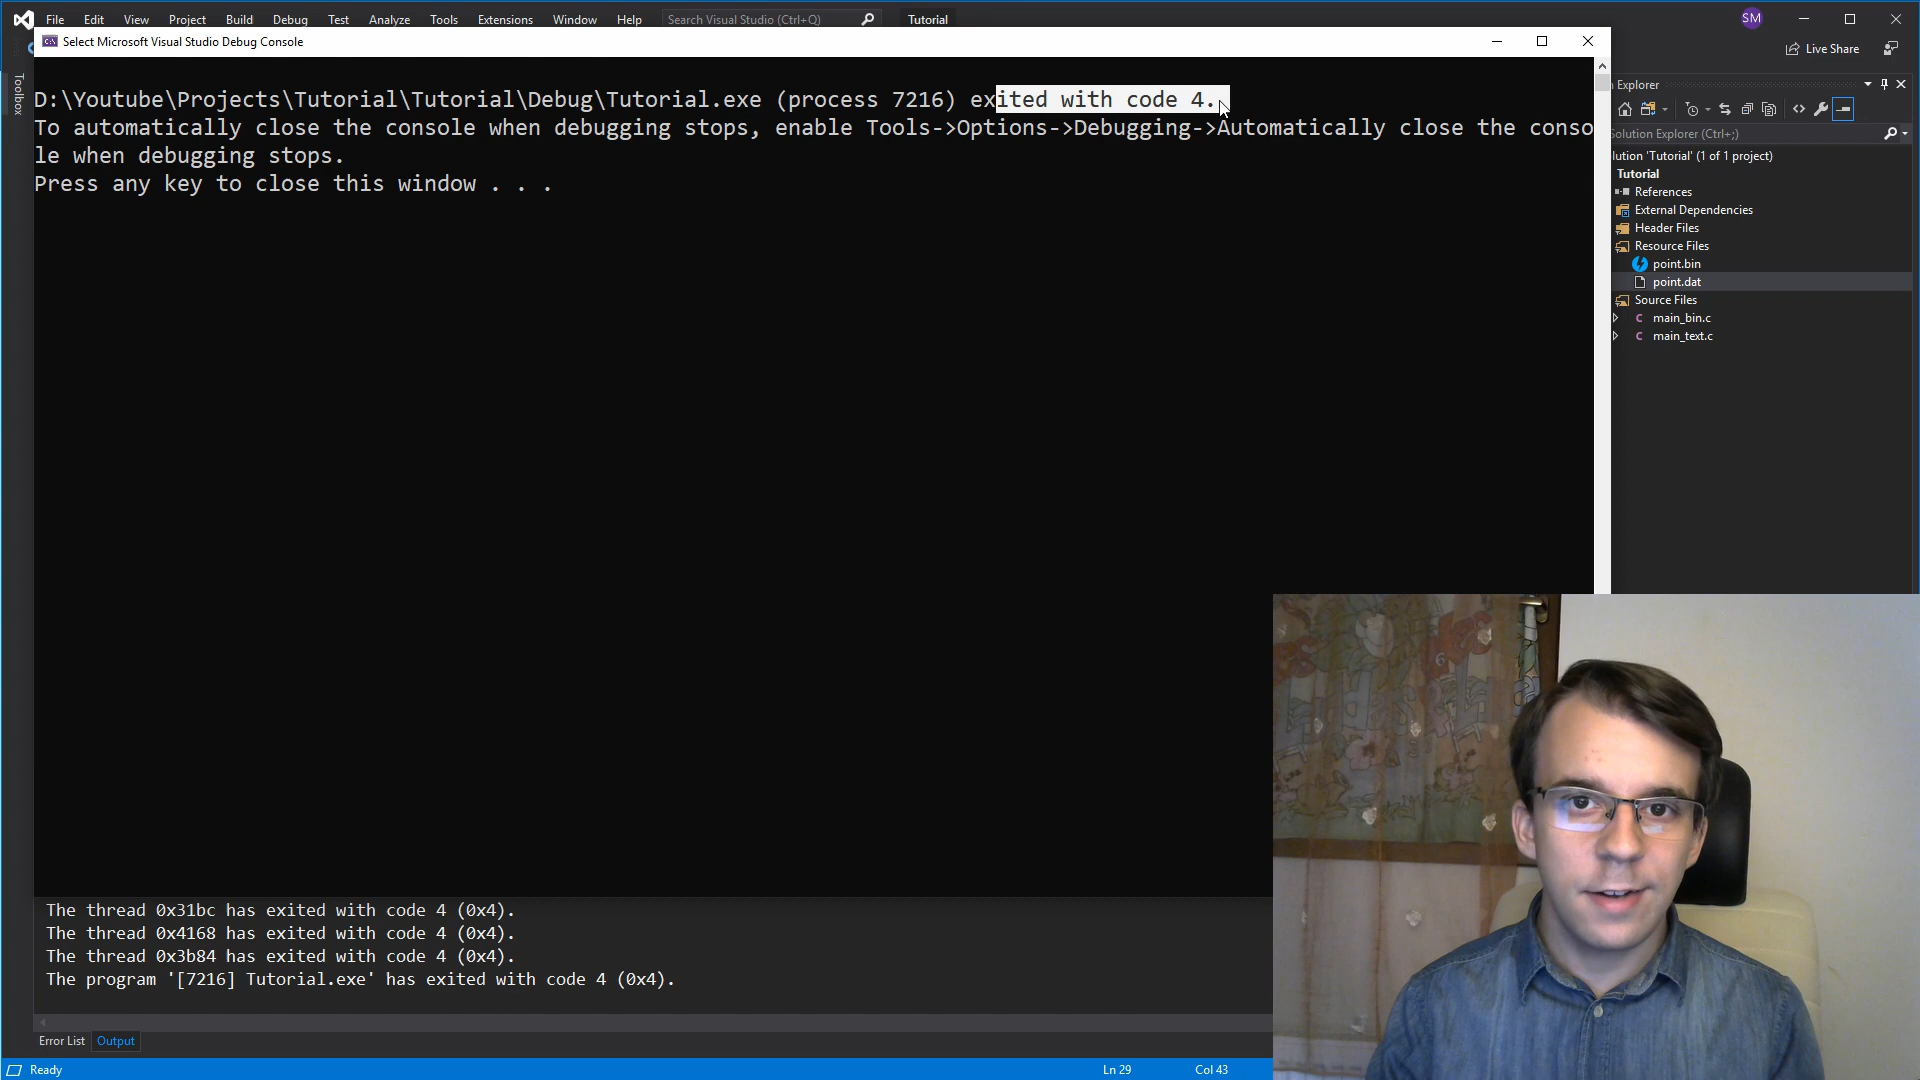 File Edit View Project Build Debug Test Analyze Tools Extensions Window Help Search Visual Studio (Ctrl+Q) Tutorial SM
Select Microsoft Visual Studio Debug Console
Live Share
Toolbox
D:\Youtube\Projects\Tutorial\Tutorial\Debug\Tutorial.exe (process 7216) exited with code 4.
To automatically close the console when debugging stops, enable Tools->Options->Debugging->Automatically close the conso
le when debugging stops.
Press any key to close this window . . .
Explorer
Solution Explorer (Ctrl+;)
lution 'Tutorial' (1 of 1 project)
Tutorial
References
External Dependencies
Header Files
Resource Files
point.bin
point.dat
Source Files
C main_bin.c
C main_text.c
The thread 0x31bc has exited with code 4 (0x4).
The thread 0x4168 has exited with code 4 (0x4).
The thread 0x3b84 has exited with code 4 (0x4).
The program '[7216] Tutorial.exe' has exited with code 4 (0x4).
Error List Output
Ready Ln 29 Col 43